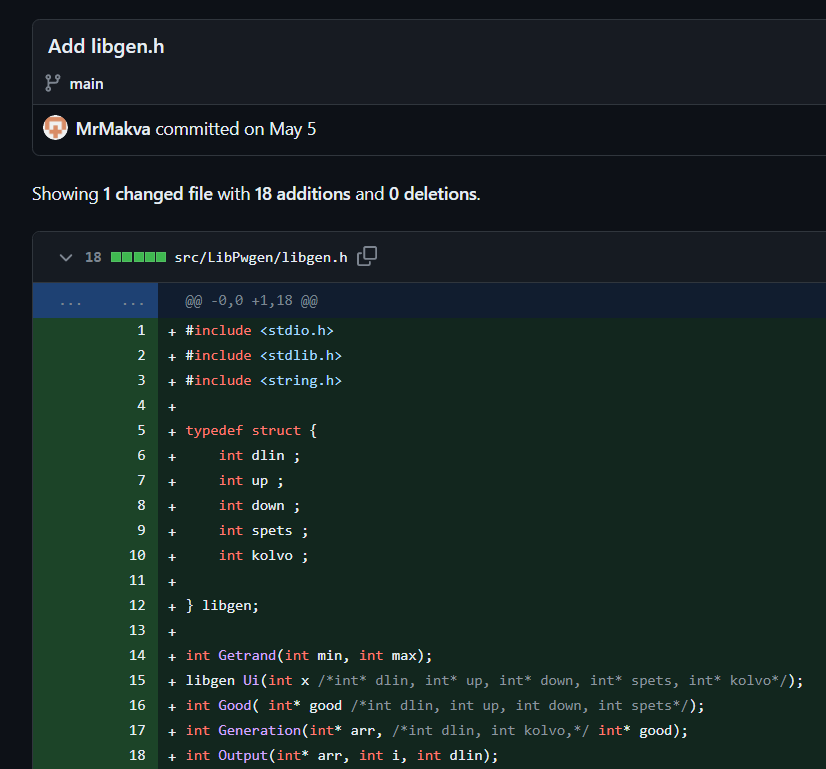 Add libgen.h
main
MrMakva committed on May 5
Showing 1 changed file with 18 additions and 0 deletions.
18 src/LibPwgen/libgen.h
... ... @@ -0,0 +1,18 @@
1 + #include <stdio.h>
2 + #include <stdlib.h>
3 + #include <string.h>
4 +
5 + typedef struct {
6 +     int dlin ;
7 +     int up ;
8 +     int down ;
9 +     int spets ;
10 +     int kolvo ;
11 +
12 + } libgen;
13 +
14 + int Getrand(int min, int max);
15 + libgen Ui(int x /*int* dlin, int* up, int* down, int* spets, int* kolvo*/);
16 + int Good( int* good /*int dlin, int up, int down, int spets*/);
17 + int Generation(int* arr, /*int dlin, int kolvo,*/ int* good);
18 + int Output(int* arr, int i, int dlin);